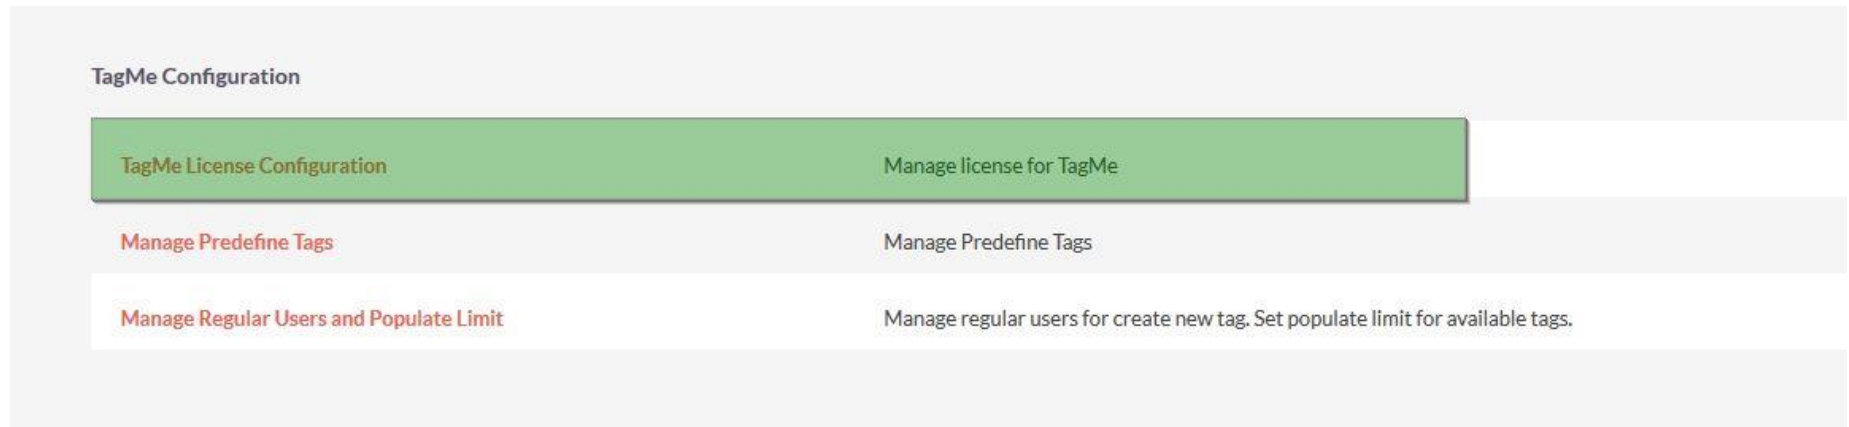 TagMe Configuration
TagMe License Configuration Manage license for TagMe
Manage Predefine Tags Manage Predefine Tags
Manage Regular Users and Populate Limit Manage regular users for create new tag. Set populate limit for available tags.